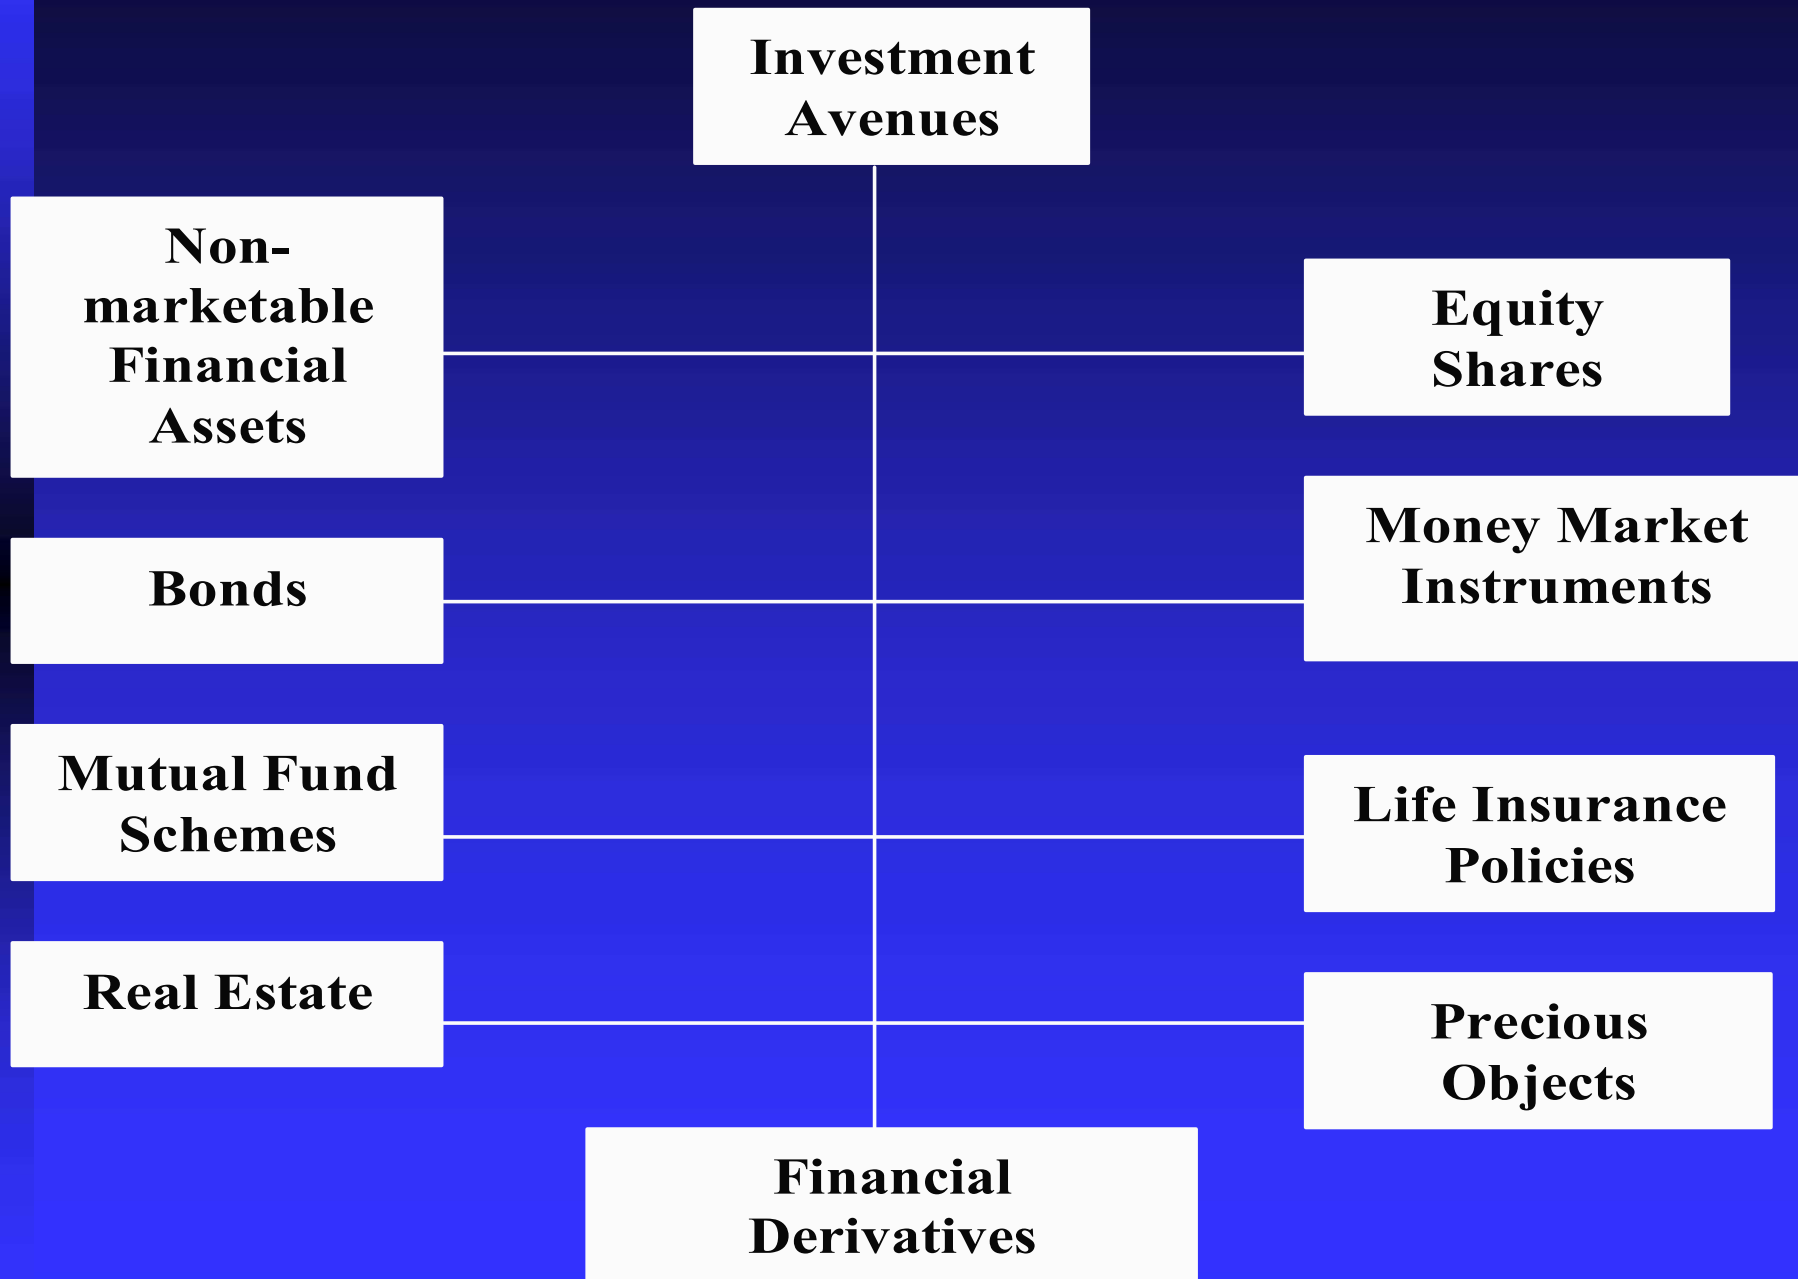 Investment
Avenues
Non-
marketable
Financial
Assets
Equity
Shares
Bonds
Money Market
Instruments
Mutual Fund
Schemes
Life Insurance
Policies
Real Estate
Precious
Objects
Financial
Derivatives